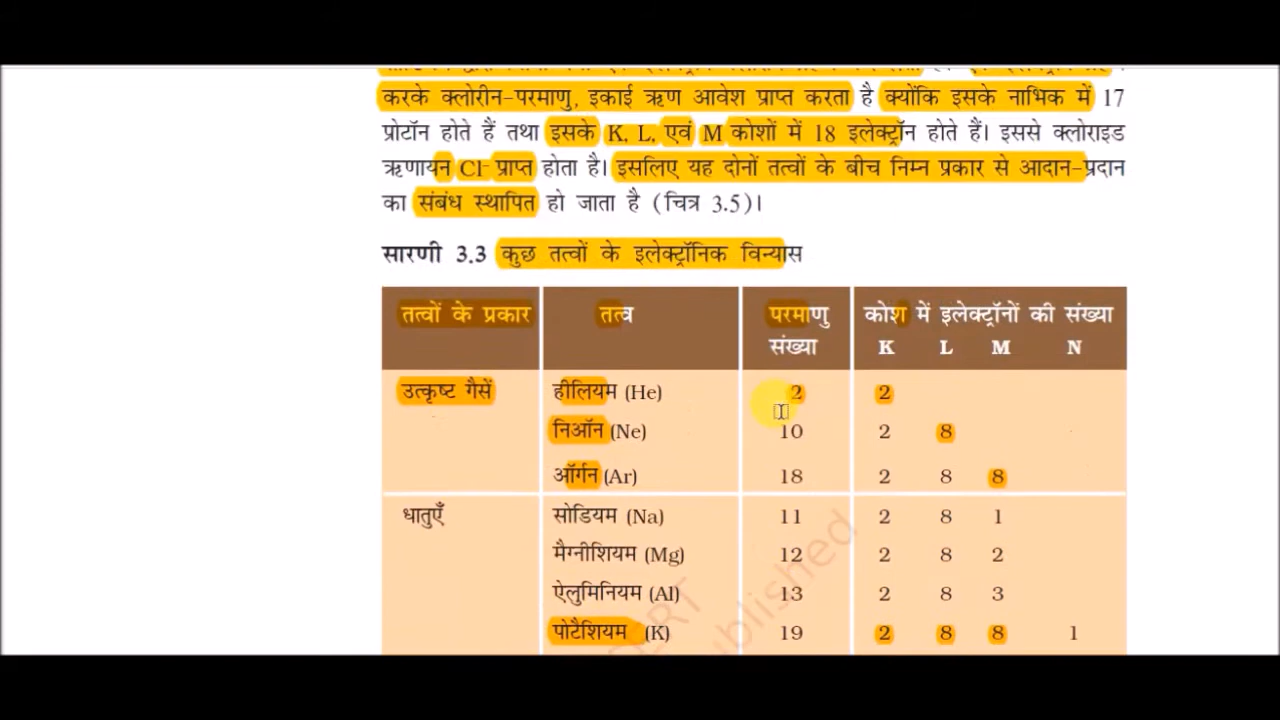 करके क्लोरीन-परमाणु, इकाई ऋण आवेश प्राप्त करता है क्योंकि इसके नाभिक में 17
प्रोटॉन होते हैं तथा इसके K, L, एवं M कोशों में 18 इलेक्ट्रॉन होते हैं। इससे क्लोराइड
ऋणायन Cl⁻ प्राप्त होता है। इसलिए यह दोनों तत्वों के बीच निम्न प्रकार से आदान-प्रदान
का संबंध स्थापित हो जाता है (चित्र 3.5)।
सारणी 3.3 कुछ तत्वों के इलेक्ट्रॉनिक विन्यास
तत्वों के प्रकार तत्व परमाणु कोश में इलेक्ट्रॉनों की संख्या
संख्या K L M N
उत्कृष्ट गैसें हीलियम (He) 2 2
निऑन (Ne) 10 2 8
ऑर्गन (Ar) 18 2 8 8
धातुएँ सोडियम (Na) 11 2 8 1
मैग्नीशियम (Mg) 12 2 8 2
ऐलुमिनियम (Al) 13 2 8 3
पोटैशियम (K) 19 2 8 8 1